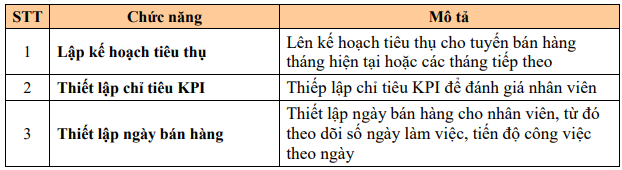 STT Chức năng Mô tả
1 Lập kế hoạch tiêu thụ Lên kế hoạch tiêu thụ cho tuyến bán hàng
tháng hiện tại hoặc các tháng tiếp theo
2 Thiết lập chỉ tiêu KPI Thiếp lập chỉ tiêu KPI để đánh giá nhân viên
3 Thiết lập ngày bán hàng Thiết lập ngày bán hàng cho nhân viên, từ đó
theo dõi số ngày làm việc, tiến độ công việc
theo ngày